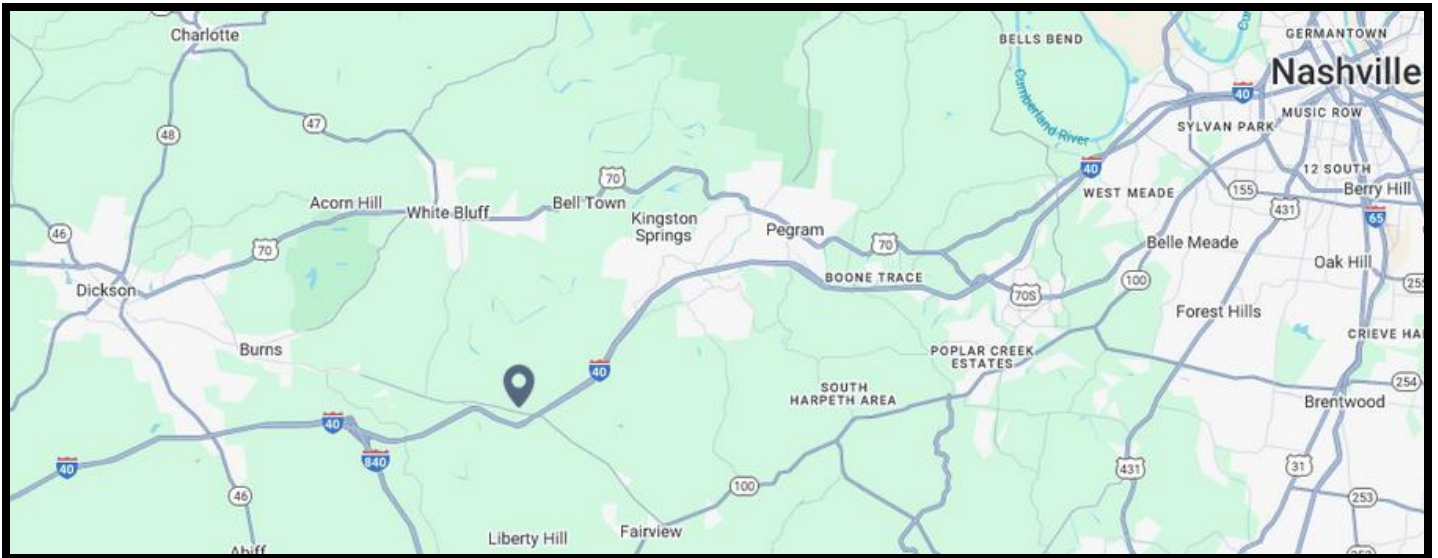 Charlotte
BELLS BEND
Cu
GERMANTOWN
Nashville
40
Cumberland River
MUSIC ROW
SYLVAN PARK
47
48
40
12 SOUTH
70
WEST MEADE
155
Berry Hill
Acorn Hill
White Bluff
Bell Town
431
65
Kingston
Springs
Pegram
46
70
70
Belle Meade
Oak Hill
BOONE TRACE
100
Dickson
70S
255
Forest Hills
CRIEVE HA
Burns
POPLAR CREEK
ESTATES
40
SOUTH
HARPETH AREA
254
Brentwood
40
840
40
431
31
100
46
253
Fairview
Liberty Hill
Abiff